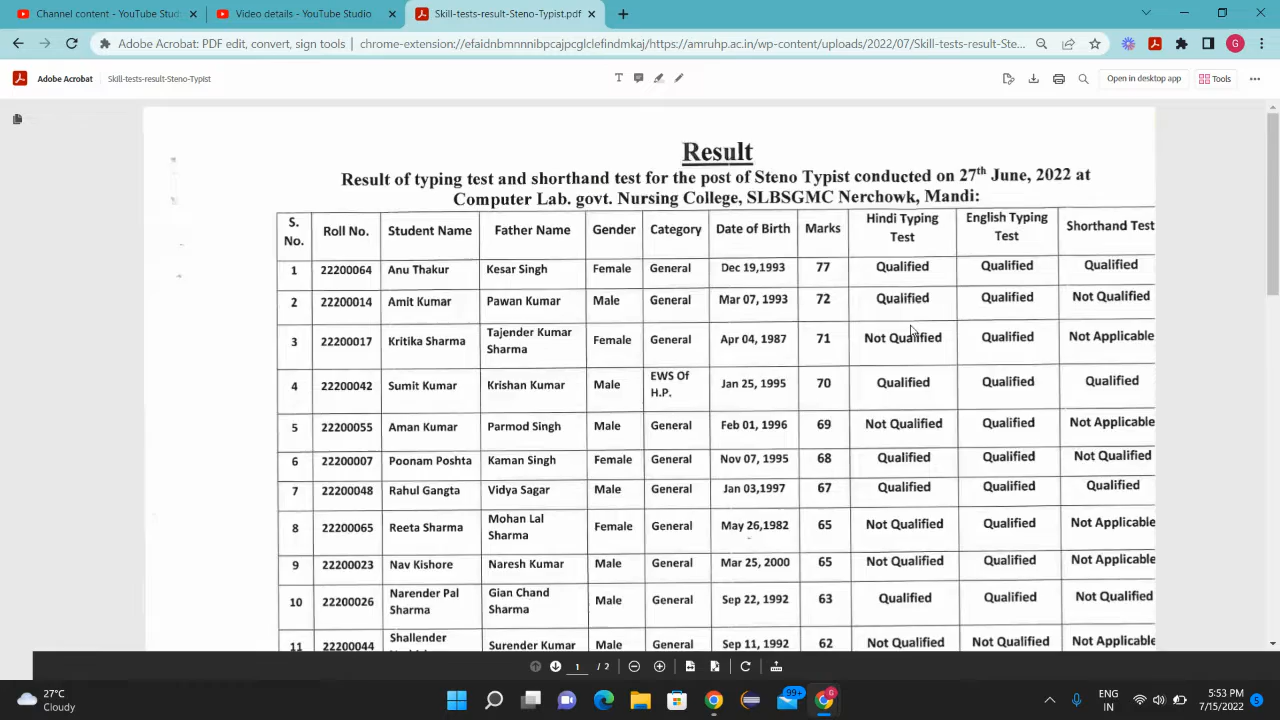 Content - YouTube Studio
Video details - YouTube Studio
Skill-tests-result-Steno-Typist.pdf
Adobe Acrobat: PDF edit, convert, sign tools | chrome-extension://efaidnbmnnnibpcajpcglclefindmkaj/https://amruhp.ac.in/wp-content/uploads/2022/07/Skill-tests-result-Ste...
G
Adobe Acrobat Skill-tests-result-Steno-Typist
Open in desktop app Tools
Result
Result of typing test and shorthand test for the post of Steno Typist conducted on 27th June, 2022 at
Computer Lab. govt. Nursing College, SLBSGMC Nerchowk, Mandi:
S. No. Roll No. Student Name Father Name Gender Category Date of Birth Marks Hindi Typing Test English Typing Test Shorthand Test
1 22200064 Anu Thakur Kesar Singh Female General Dec 19,1993 77 Qualified Qualified Qualified
2 22200014 Amit Kumar Pawan Kumar Male General Mar 07, 1993 72 Qualified Qualified Not Qualified
3 22200017 Kritika Sharma Tajender Kumar Sharma Female General Apr 04, 1987 71 Not Qualified Qualified Not Applicable
4 22200042 Sumit Kumar Krishan Kumar Male EWS Of H.P. Jan 25, 1995 70 Qualified Qualified Qualified
5 22200055 Aman Kumar Parmod Singh Male General Feb 01, 1996 69 Not Qualified Qualified Not Applicable
6 22200007 Poonam Poshta Kaman Singh Female General Nov 07, 1995 68 Qualified Qualified Not Qualified
7 22200048 Rahul Gangta Vidya Sagar Male General Jan 03,1997 67 Qualified Qualified Qualified
8 22200065 Reeta Sharma Mohan Lal Sharma Female General May 26,1982 65 Not Qualified Qualified Not Applicable
9 22200023 Nav Kishore Naresh Kumar Male General Mar 25, 2000 65 Not Qualified Qualified Not Applicable
10 22200026 Narender Pal Sharma Gian Chand Sharma Male General Sep 22, 1992 63 Qualified Qualified Not Qualified
11 22200044 Shallender Surender Kumar Male General Sep 11, 1992 62 Not Qualified Not Qualified Not Applicable
1 / 2
27°C
Cloudy
99+
G
ENG
IN
5:53 PM
7/15/2022
5